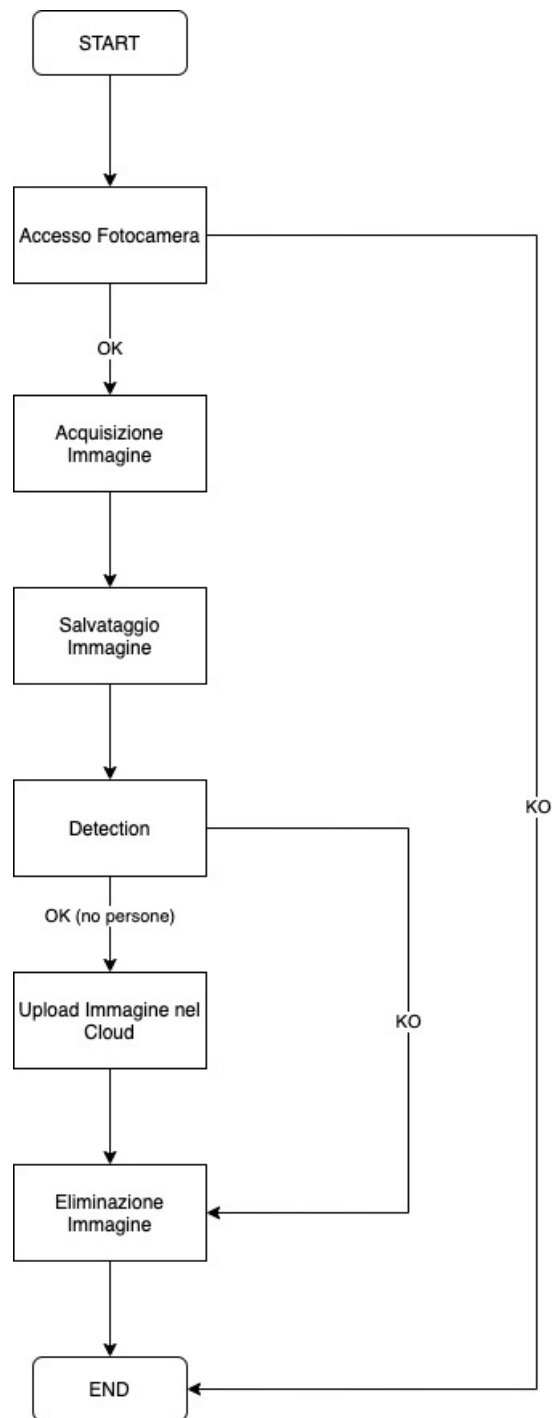 START
Accesso Fotocamera
OK
Acquisizione
Immagine
Salvataggio
Immagine
KO
Detection
OK (no persone)
Upload Immagine nel
Cloud
KO
Eliminazione
Immagine
END